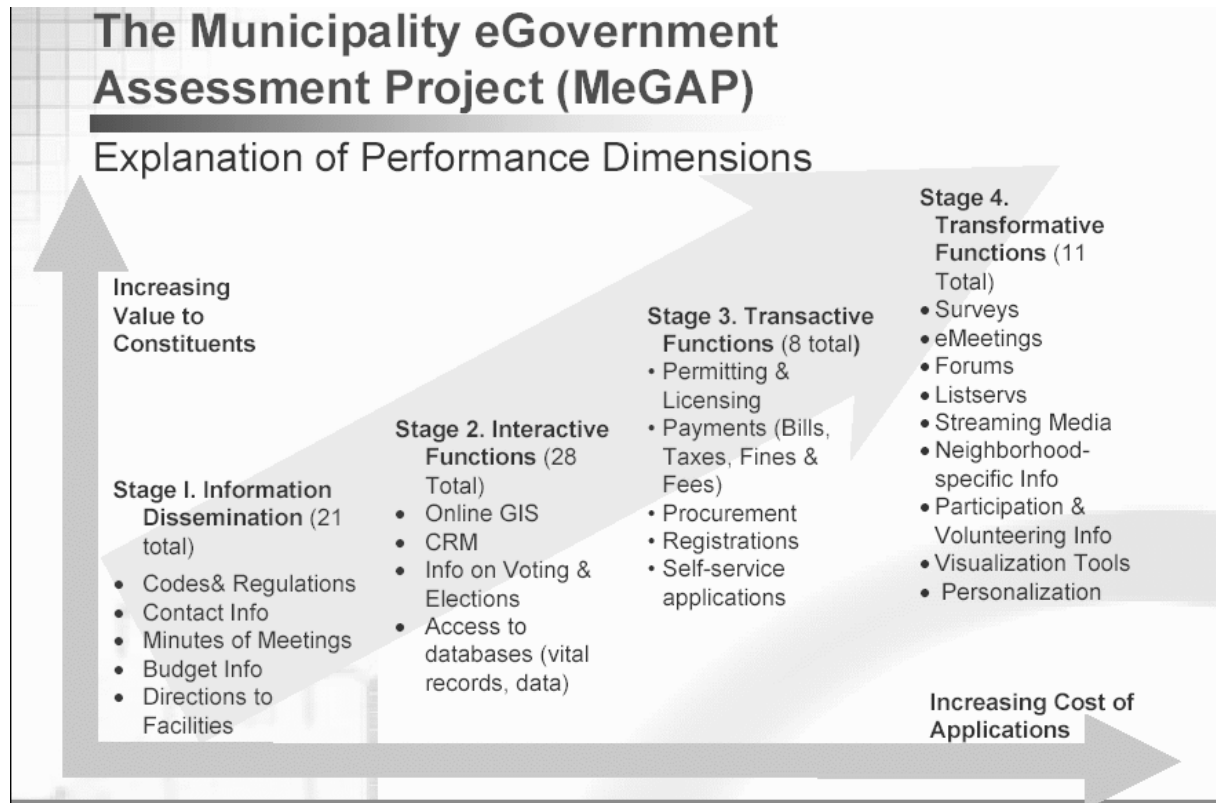 The Municipality eGovernment
Assessment Project (MeGAP)
Explanation of Performance Dimensions
Increasing
Value to
Constituents
Stage I. Information
Dissemination (21
total)
• Codes& Regulations
• Contact Info
• Minutes of Meetings
• Budget Info
• Directions to
Facilities
Stage 2. Interactive
Functions (28
Total)
• Online GIS
• CRM
• Info on Voting &
Elections
• Access to
databases (vital
records, data)
Stage 3. Transactive
Functions (8 total)
• Permitting &
Licensing
• Payments (Bills,
Taxes, Fines &
Fees)
• Procurement
• Registrations
• Self-service
applications
Stage 4.
Transformative
Functions (11
Total)
• Surveys
• eMeetings
• Forums
• Listservs
• Streaming Media
• Neighborhood-
specific Info
• Participation &
Volunteering Info
• Visualization Tools
• Personalization
Increasing Cost of
Applications